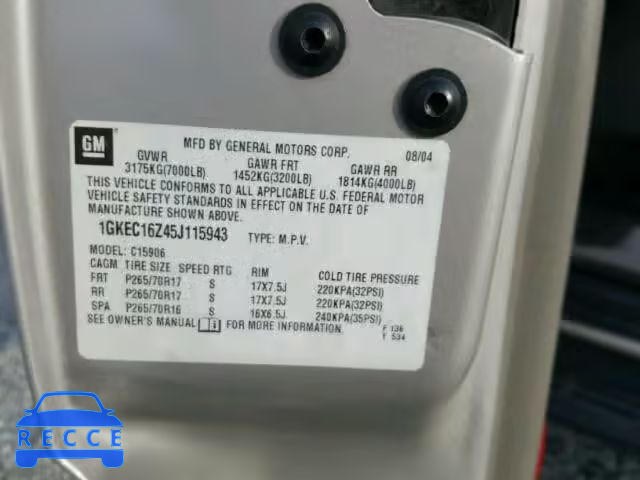 GM
MFD BY GENERAL MOTORS CORP. 08/04
GVWR GAWR FRT GAWR RR
3175KG(7000LB) 1452KG(3200LB) 1814KG(4000LB)
THIS VEHICLE CONFORMS TO ALL APPLICABLE U.S. FEDERAL MOTOR
VEHICLE SAFETY STANDARDS IN EFFECT ON THE DATE OF
MANUFACTURE SHOWN ABOVE.
1GKEC16Z45J115943 TYPE: M.P.V.
MODEL: C15906
CAGM TIRE SIZE SPEED RTG RIM COLD TIRE PRESSURE
FRT P265/70R17 S 17X7.5J 220KPA(32PSI)
RR P265/70R17 S 17X7.5J 220KPA(32PSI)
SPA P265/70R16 S 16X6.5J 240KPA(35PSI)
SEE OWNER'S MANUAL FOR MORE INFORMATION. F 136
F 534
RECCE